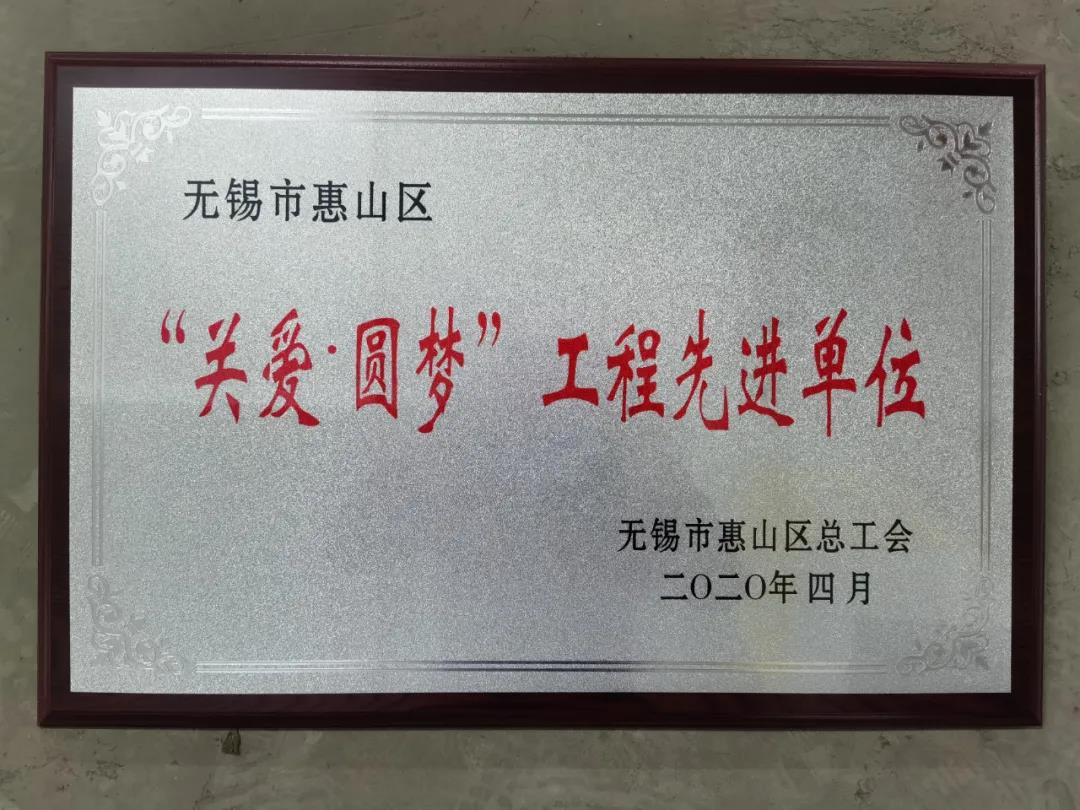 无锡市惠山区
“关爱·圆梦”工程先进单位
无锡市惠山区总工会
二〇二〇年四月